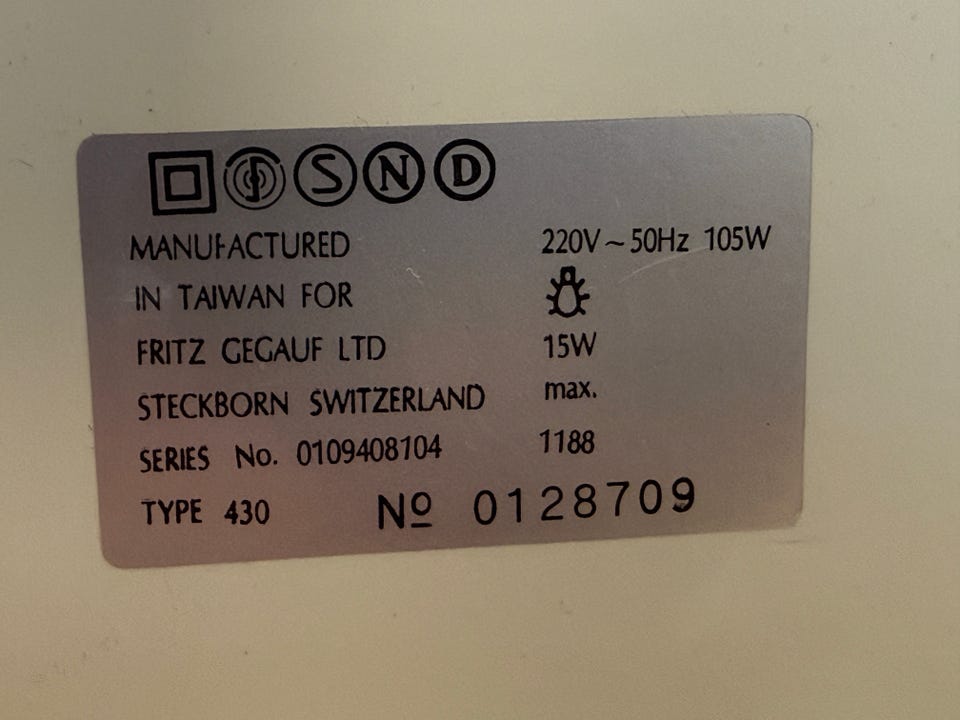 S N D
MANUFACTURED 220V~50Hz 105W
IN TAIWAN FOR
FRITZ GEGAUF LTD 15W
STECKBORN SWITZERLAND max.
SERIES No. 0109408104 1188
TYPE 430 Nº 0128709